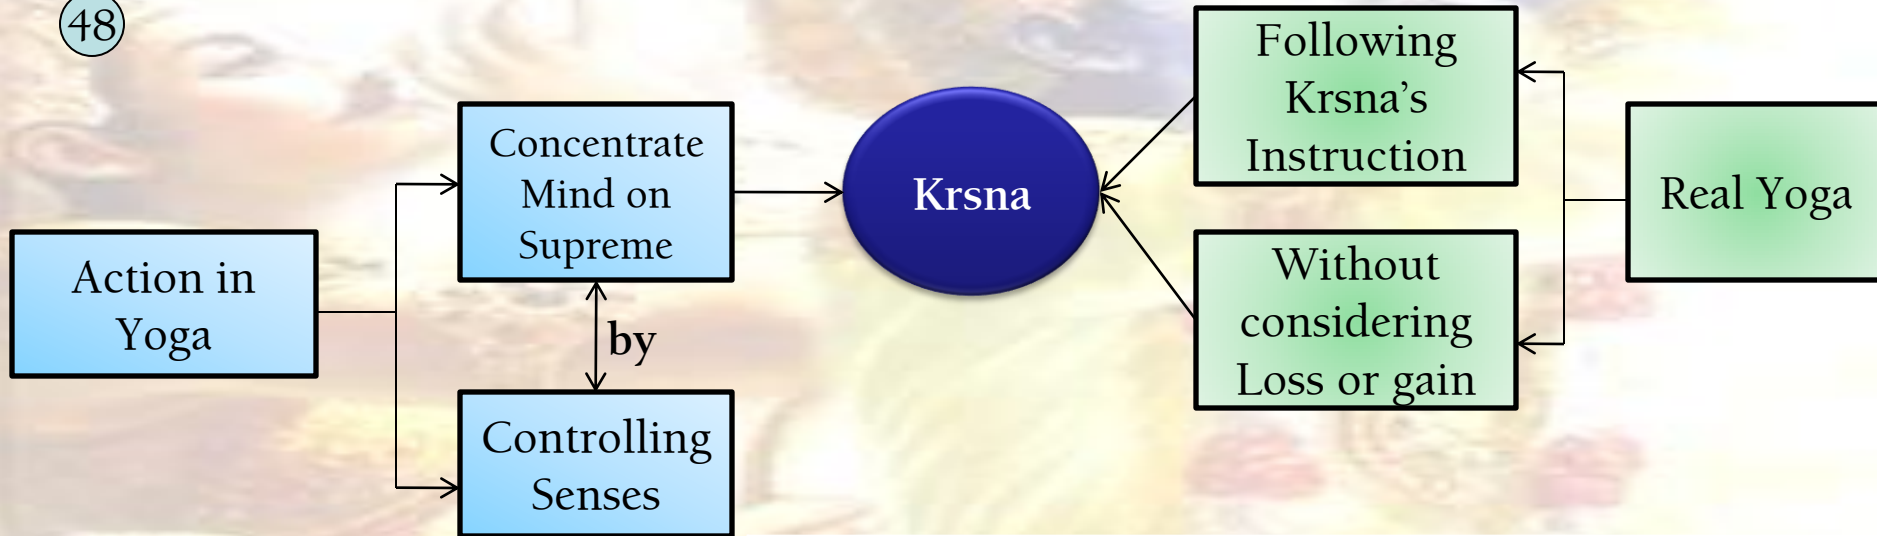 48
Action in
Yoga
Concentrate
Mind on
Supreme
by
Controlling
Senses
Krsna
Following
Krsna’s
Instruction
Without
considering
Loss or gain
Real Yoga